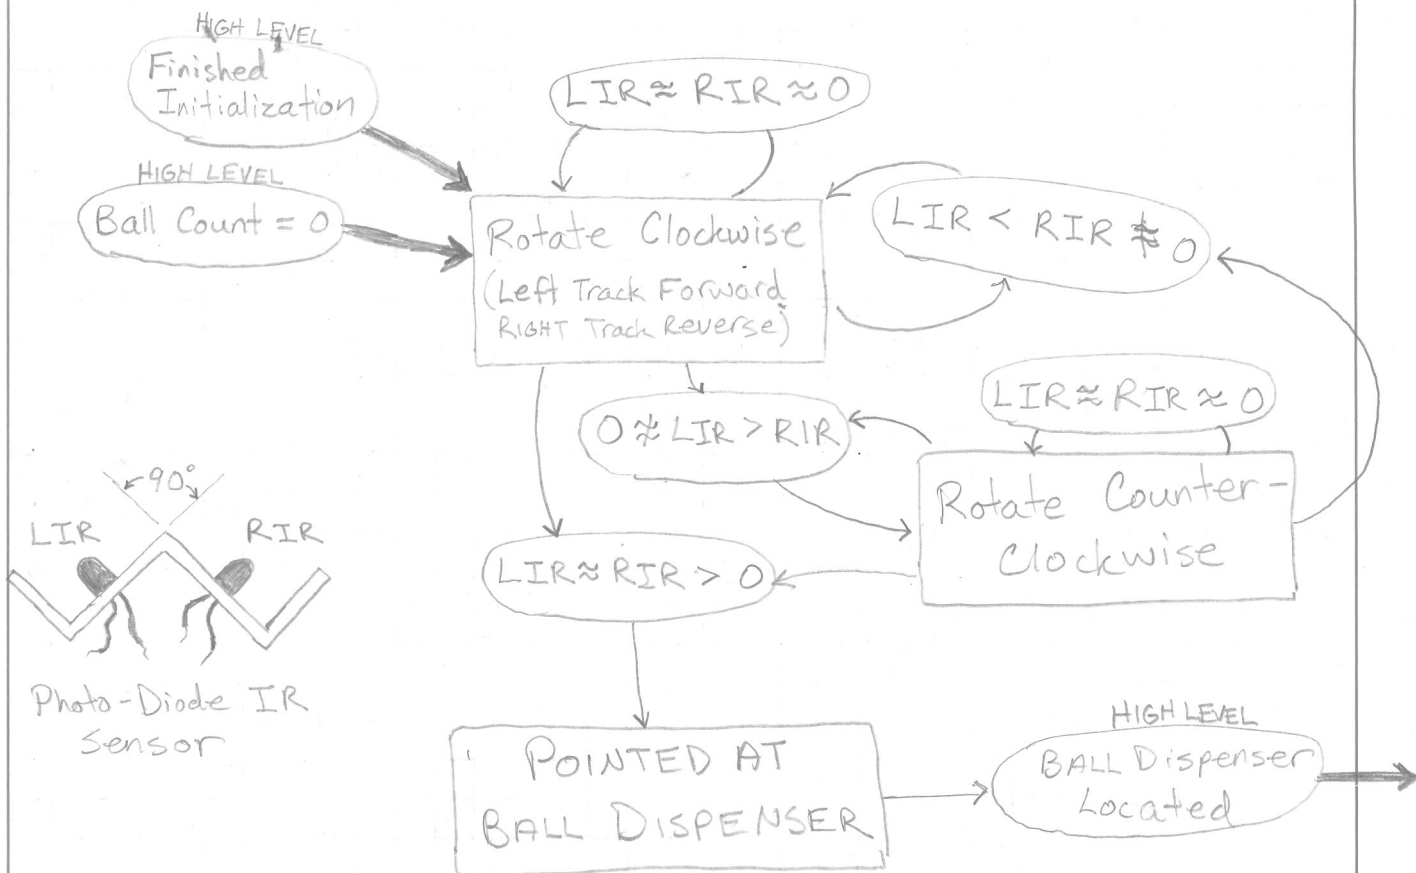 HIGH LEVEL
Finished
Initialization
LIR ≈ RIR ≈ 0
HIGH LEVEL
Ball Count = 0
Rotate Clockwise
(Left Track Forward
RIGHT Track Reverse)
LIR < RIR ≉ 0
0 ≉ LIR > RIR
LIR ≈ RIR ≈ 0
Rotate Counter-
Clockwise
90°
LIR
RIR
LIR ≈ RIR > 0
Photo-Diode IR
Sensor
POINTED AT
BALL DISPENSER
HIGH LEVEL
BALL Dispenser
Located